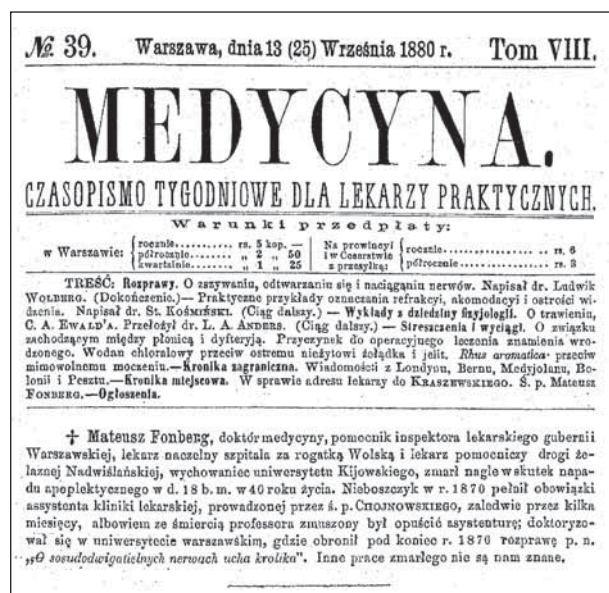 № 39. Warszawa, dnia 13 (25) Września 1880 r. Tom VIII.
MEDYCYNA.
CZASOPISMO TYGODNIOWE DLA LEKARZY PRAKTYCZNYCH.
Warunki przedpłaty:
w Warszawie: rocznie.......... rs. 5 kop. —
półrocznie...... „ 2 „ 50
kwartalnie...... „ 1 „ 25
Na prowincyi i w Cesarstwie z przesyłką: rocznie................ rs. 6
półrocznie............ rs. 3
TREŚĆ: Rozprawy. O zszywaniu, odtwarzaniu się i naciąganiu nerwów. Napisał dr. Ludwik
WOLBERG. (Dokończenie.)— Praktyczne przykłady oznaczania refrakcyi, akomodacyi i ostrości wi-
dzenia. Napisał dr. St. KOŚMIŃSKI. (Ciąg dalszy.) — Wykłady z dziedziny fizyjologii. O trawieniu,
C. A. EWALD'A. Przełożył dr. L. A. ANDERS. (Ciąg dalszy.) — Streszczenia i wyciągi. O związku
zachodzącym między płonicą i dyfteryją. Przyczynek do operacyjnego leczenia znamienia wro-
dzonego. Wodan chloralowy przeciw ostremu nieżytowi żołądka i jelit. Rhus aromatica przeciw
mimowolnemu moczeniu.—Kronika zagraniczna. Wiadomości z Londynu, Bernu, Medyjolanu, Bo-
lonii i Pesztu.—Kronika miejscowa. W sprawie adresu lekarzy do KRASZEWSKIEGO. Ś. p. Mateusz
FONBERG.—Ogłoszenia.
✝ Mateusz Fonberg, doktór medycyny, pomocnik inspektora lekarskiego gubernii
Warszawskiej, lekarz naczelny szpitala za rogatką Wolską i lekarz pomocniczy drogi że-
laznej Nadwiślańskiej, wychowaniec uniwersytetu Kijowskiego, zmarł nagle wskutek napa-
du apoplektycznego w d. 18 b. m. w 40 roku życia. Nieboszczyk w r. 1870 pełnił obowiązki
assystenta kliniki lekarskiej, prowadzonej przez ś. p. CHOJNOWSKIEGO, zaledwie przez kilka
miesięcy, albowiem ze śmiercią professora zmuszony był opuścić asystenturę; doktoryzo-
wał się w uniwersytecie warszawskim, gdzie obronił pod koniec r. 1870 rozprawę p. n.
„O sosudodwigatielnych nerwach ucha krolika". Inne prace zmarłego nie są nam znane.